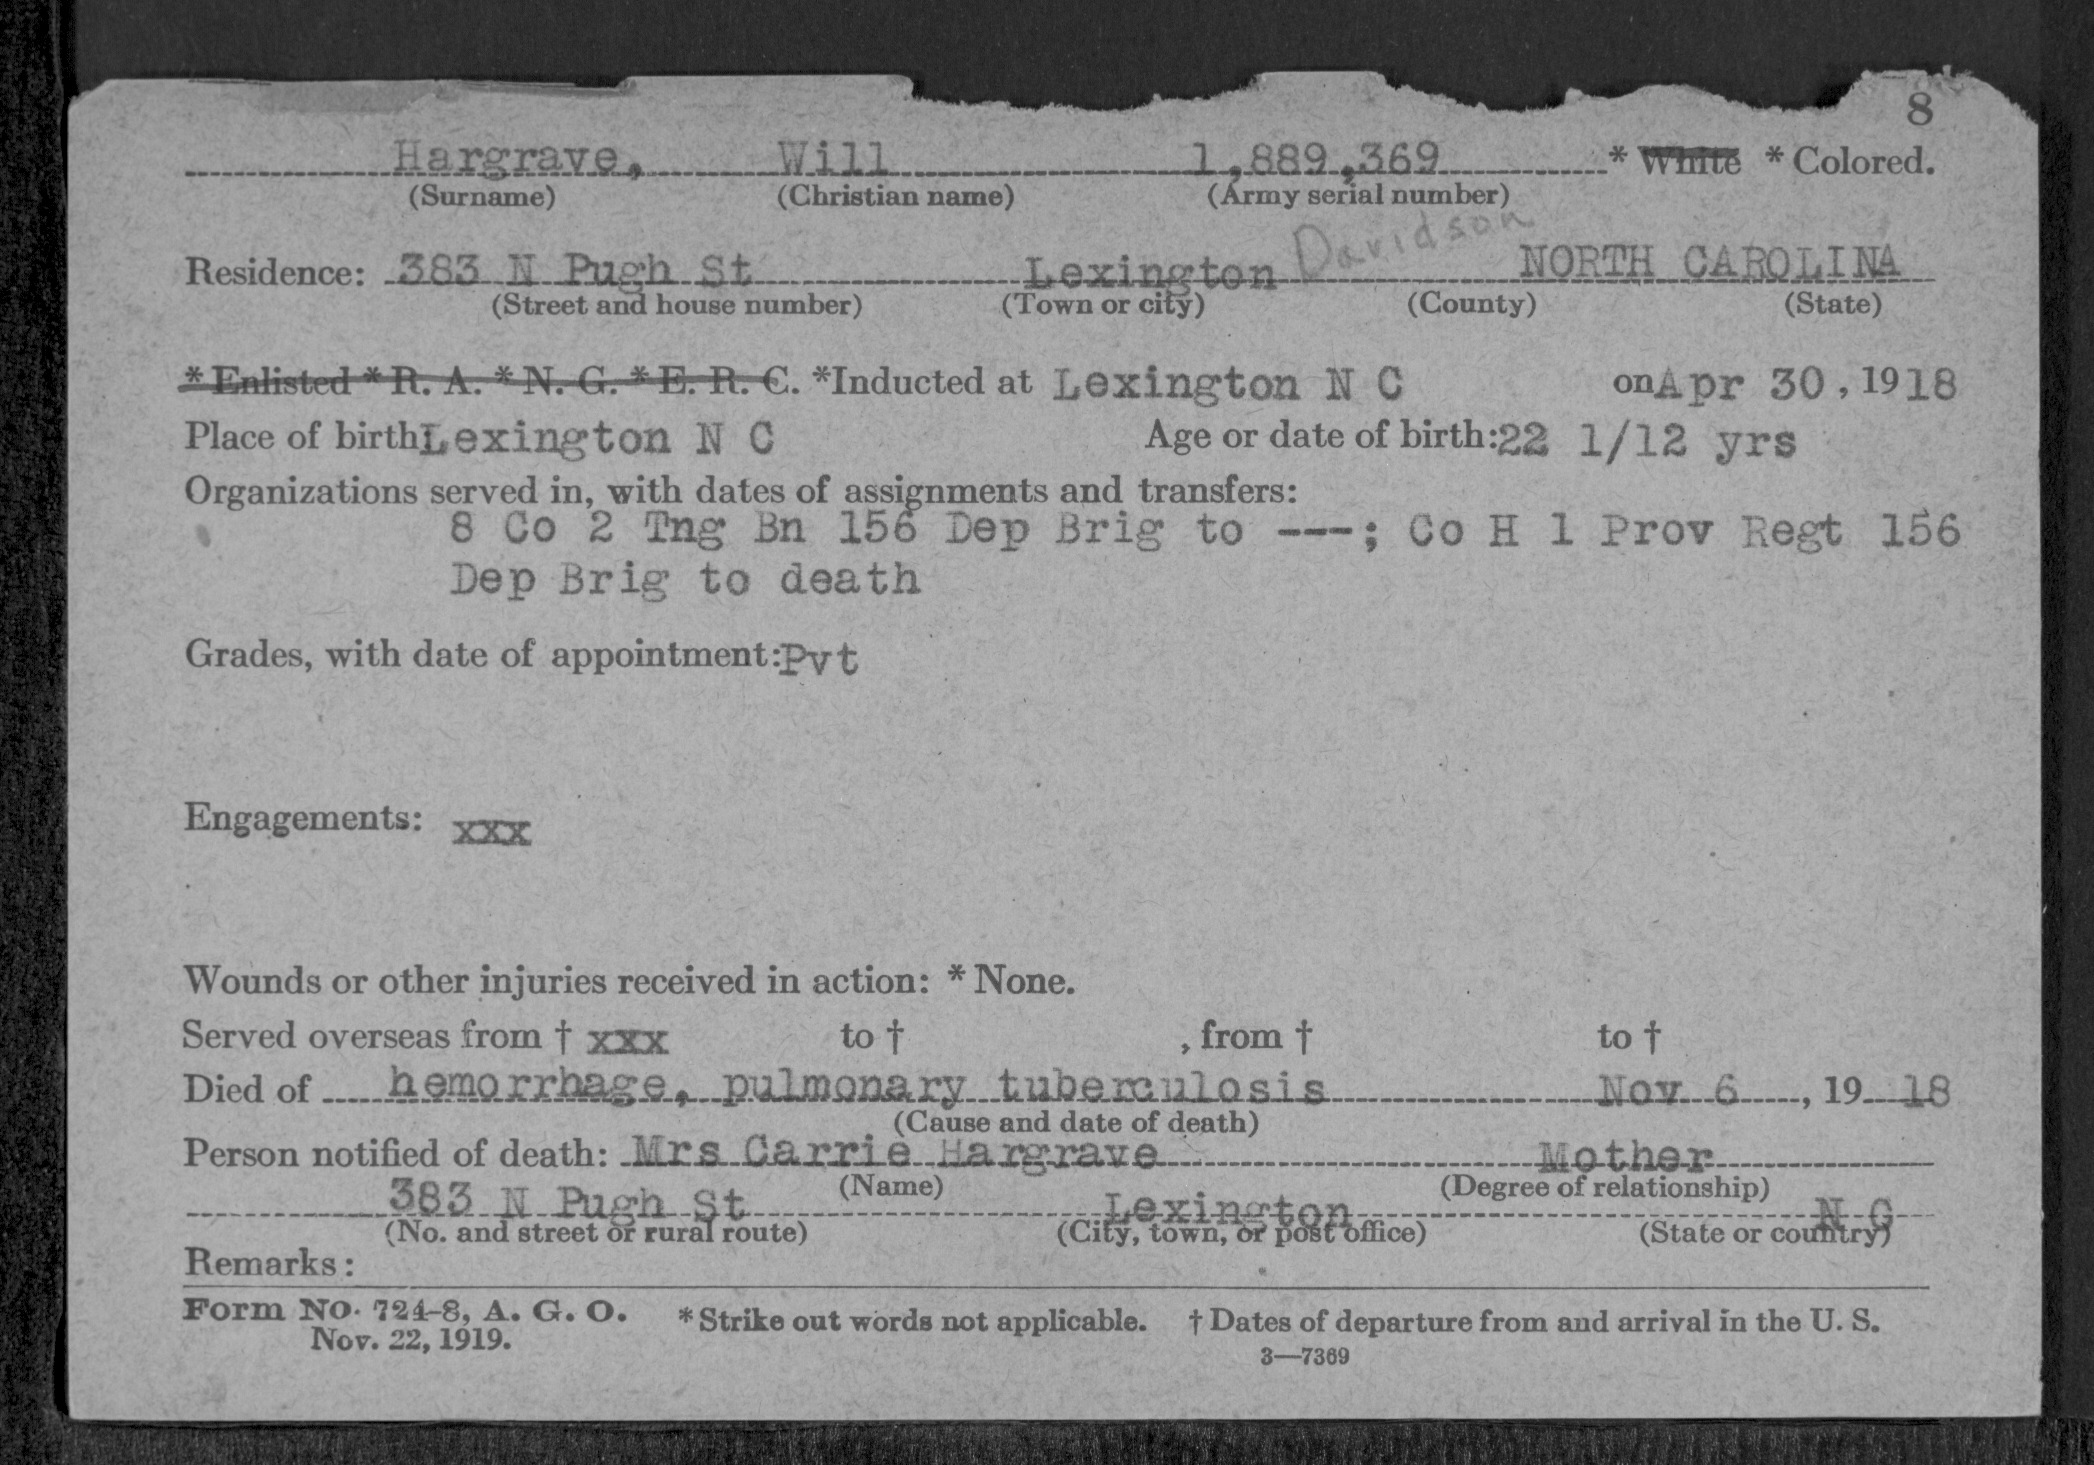 8
Hargrave, Will 1,889,369 * White * Colored.
(Surname) (Christian name) (Army serial number)
Residence: 383 N Pugh St Lexington Davidson NORTH CAROLINA
(Street and house number) (Town or city) (County) (State)
* Enlisted * R. A. * N. G. * E. R. C. *Inducted at Lexington N C on Apr 30, 1918
Place of birth Lexington N C Age or date of birth: 22 1/12 yrs
Organizations served in, with dates of assignments and transfers:
8 Co 2 Tng Bn 156 Dep Brig to ---; Co H 1 Prov Regt 156
Dep Brig to death
Grades, with date of appointment: Pvt
Engagements: xxx
Wounds or other injuries received in action: * None.
Served overseas from † xxx to † , from † to †
Died of hemorrhage, pulmonary tuberculosis Nov 6, 19 18
(Cause and date of death)
Person notified of death: Mrs Carrie Hargrave Mother
(Name) (Degree of relationship)
383 N Pugh St Lexington N C
(No. and street or rural route) (City, town, or post office) (State or country)
Remarks:
Form No. 724-8, A. G. O. * Strike out words not applicable. † Dates of departure from and arrival in the U. S.
Nov. 22, 1919.
3—7369